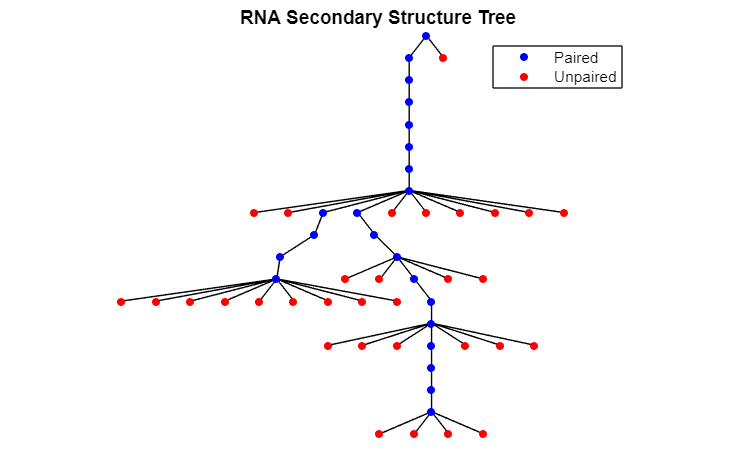 RNA Secondary Structure Tree
Paired
Unpaired